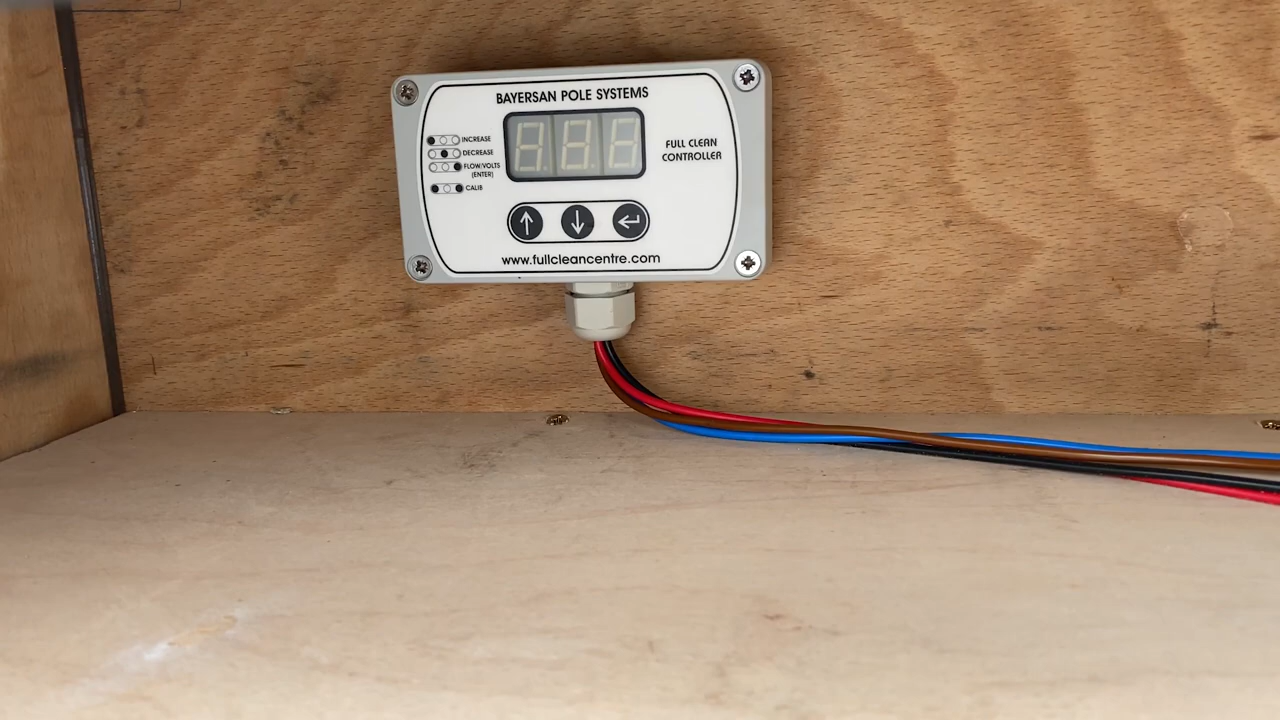 BAYERSAN POLE SYSTEMS
INCREASE
DECREASE
FLOW/VOLTS
(ENTER)
CALIB
FULL CLEAN
CONTROLLER
www.fullcleancentre.com